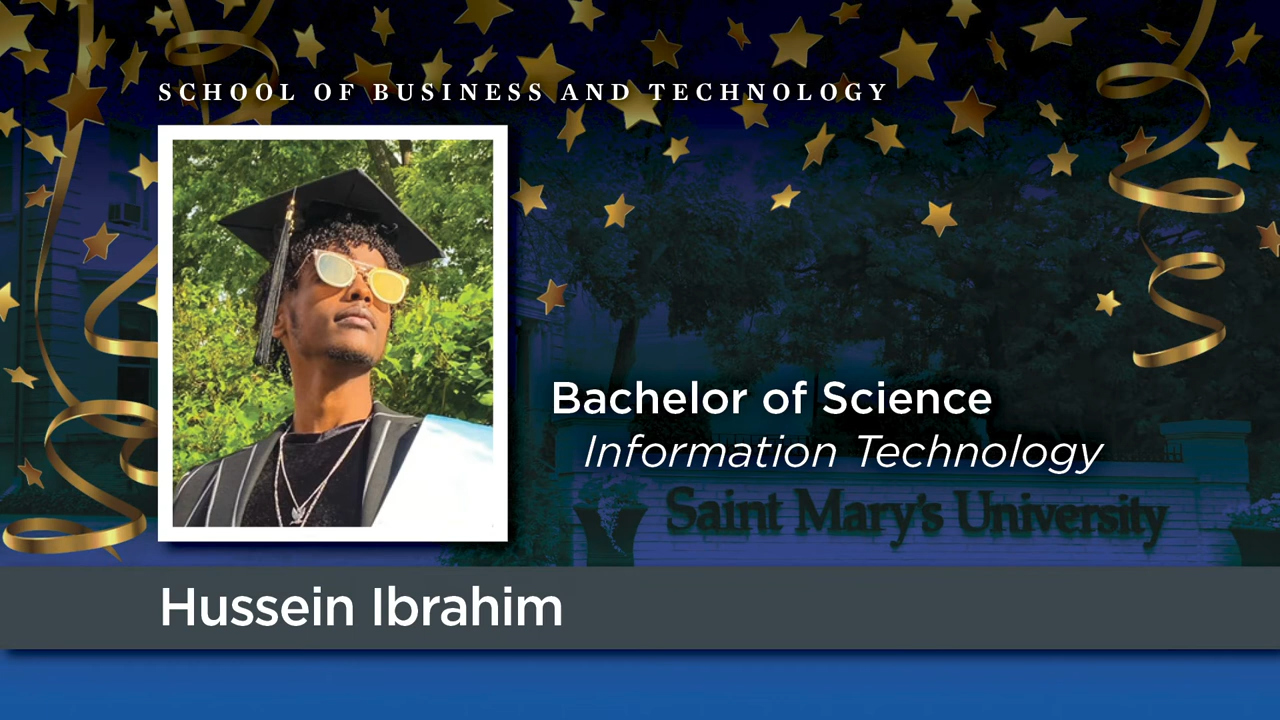 SCHOOL OF BUSINESS AND TECHNOLOGY
Bachelor of Science
Information Technology
Saint Mary's University
Hussein Ibrahim